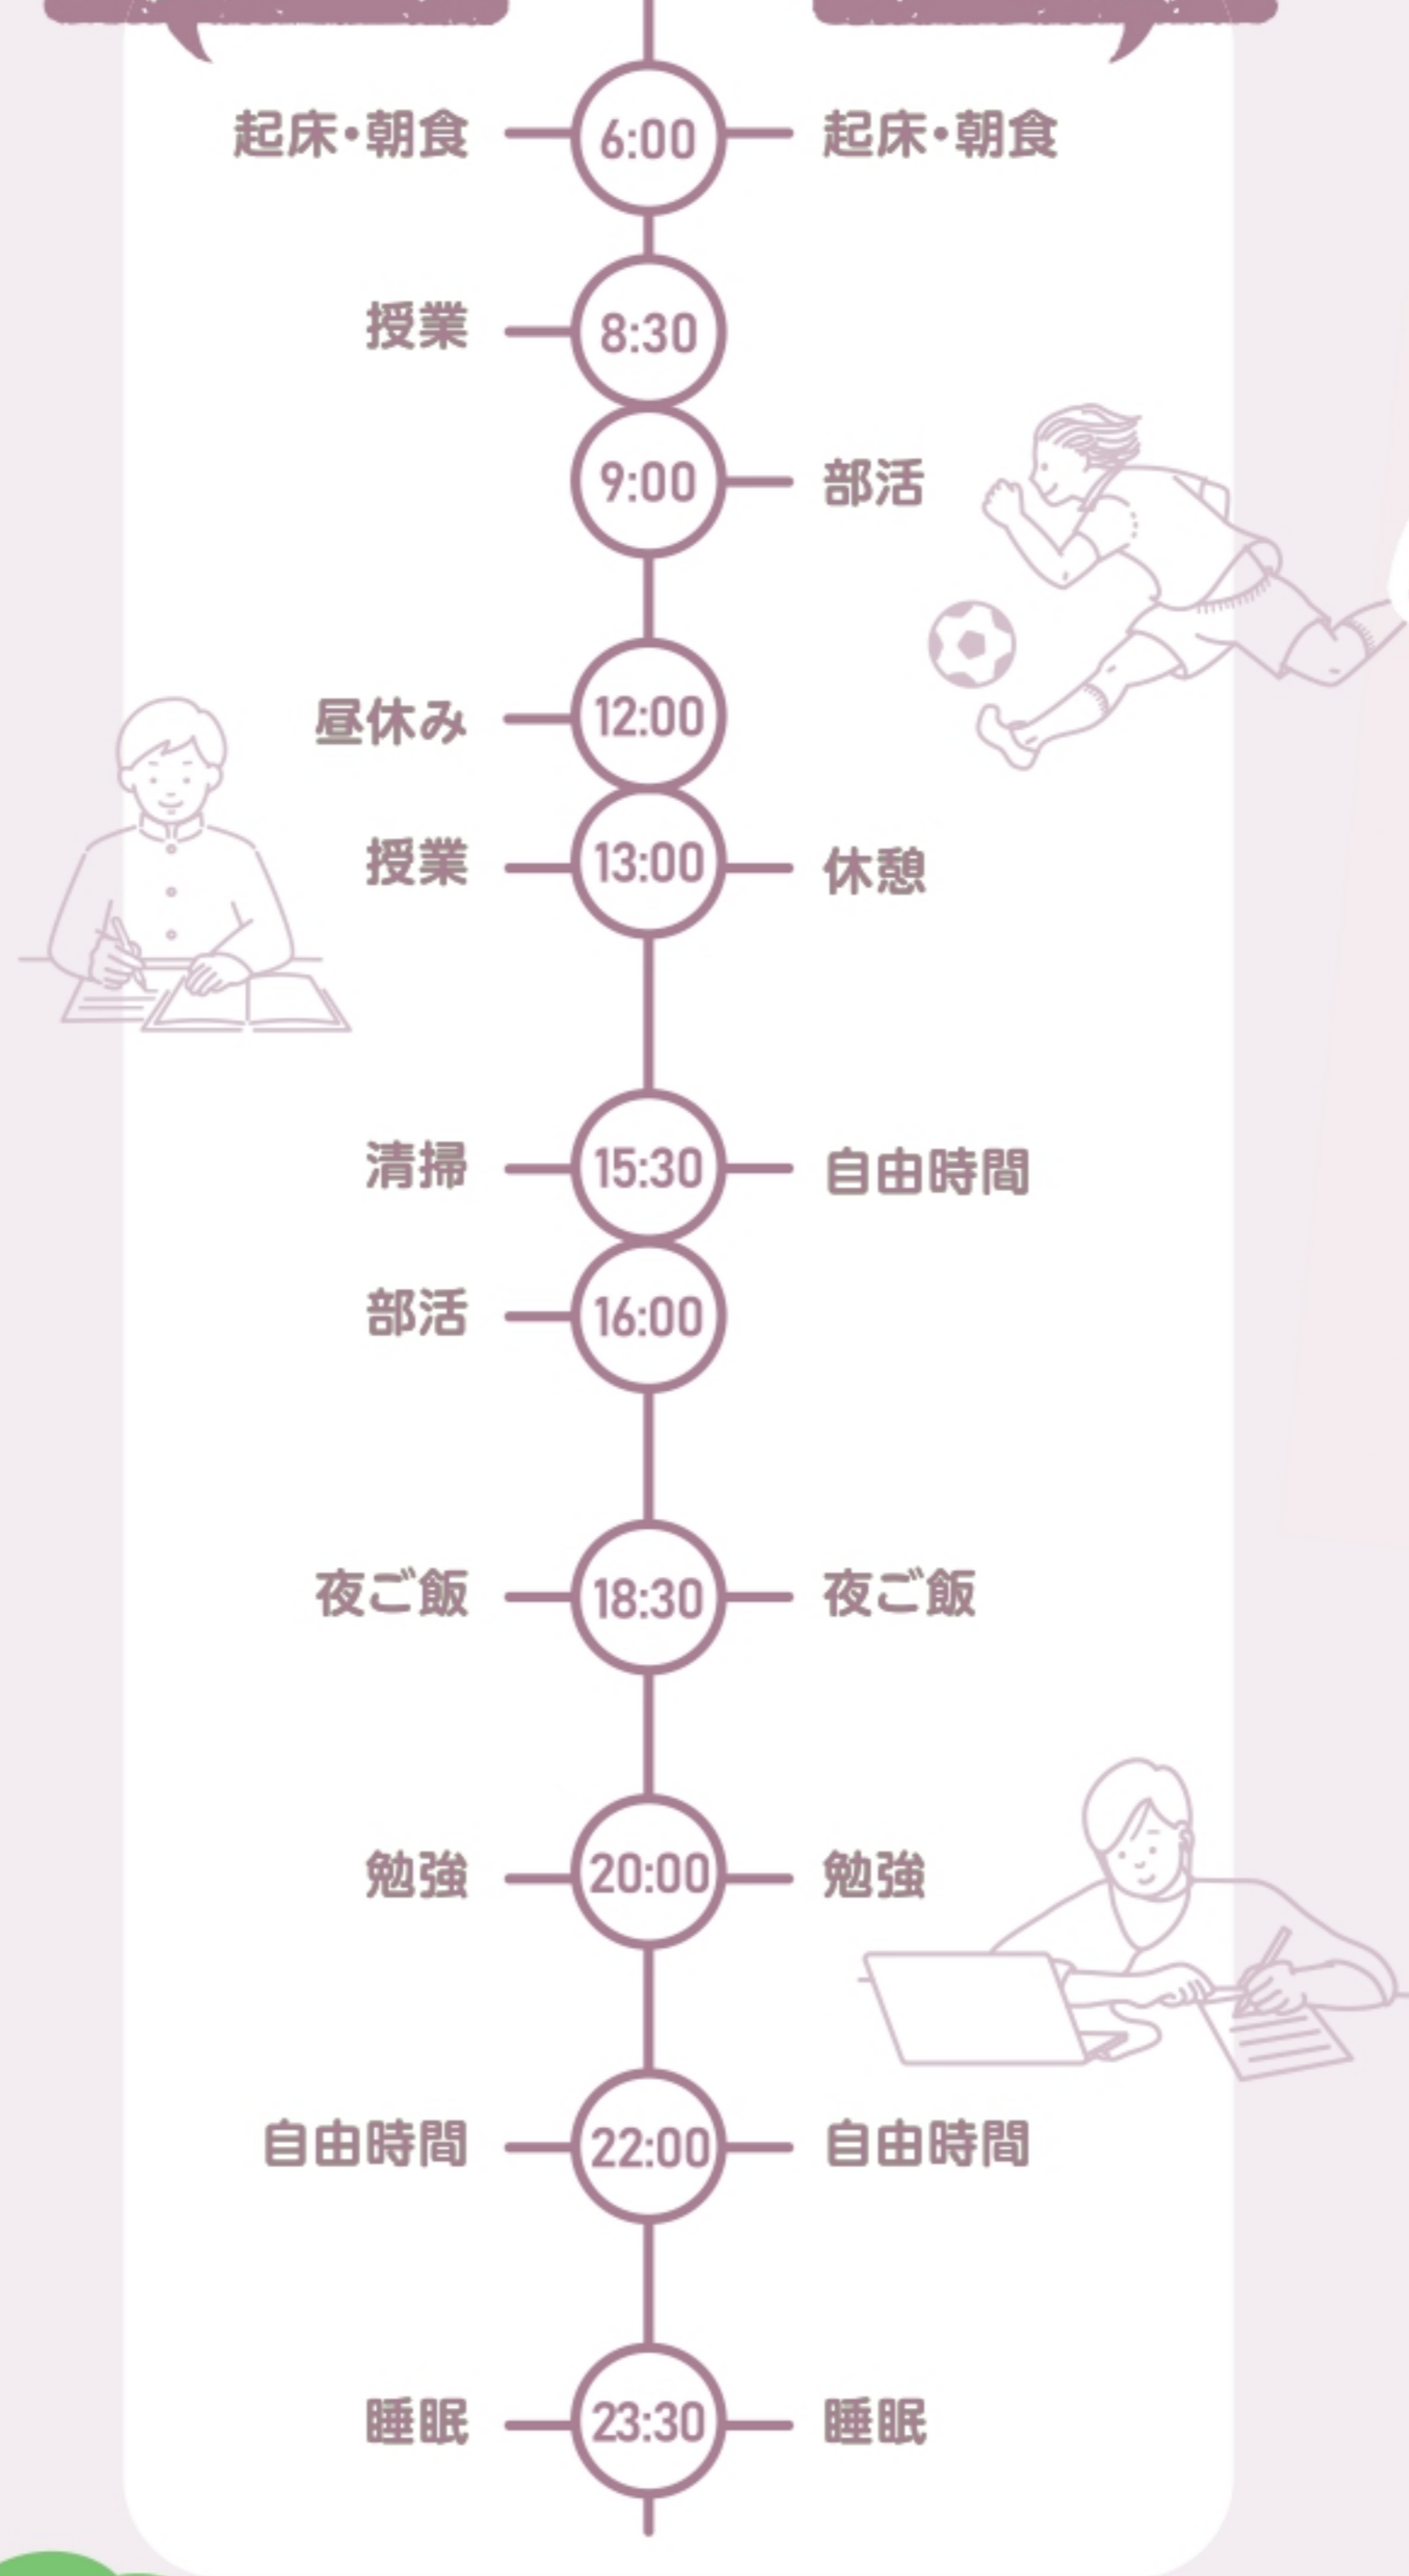 起床・朝食 6:00 起床・朝食
授業 8:30
9:00 部活
昼休み 12:00
授業 13:00 休憩
清掃 15:30 自由時間
部活 16:00
夜ご飯 18:30 夜ご飯
勉強 20:00 勉強
自由時間 22:00 自由時間
睡眠 23:30 睡眠